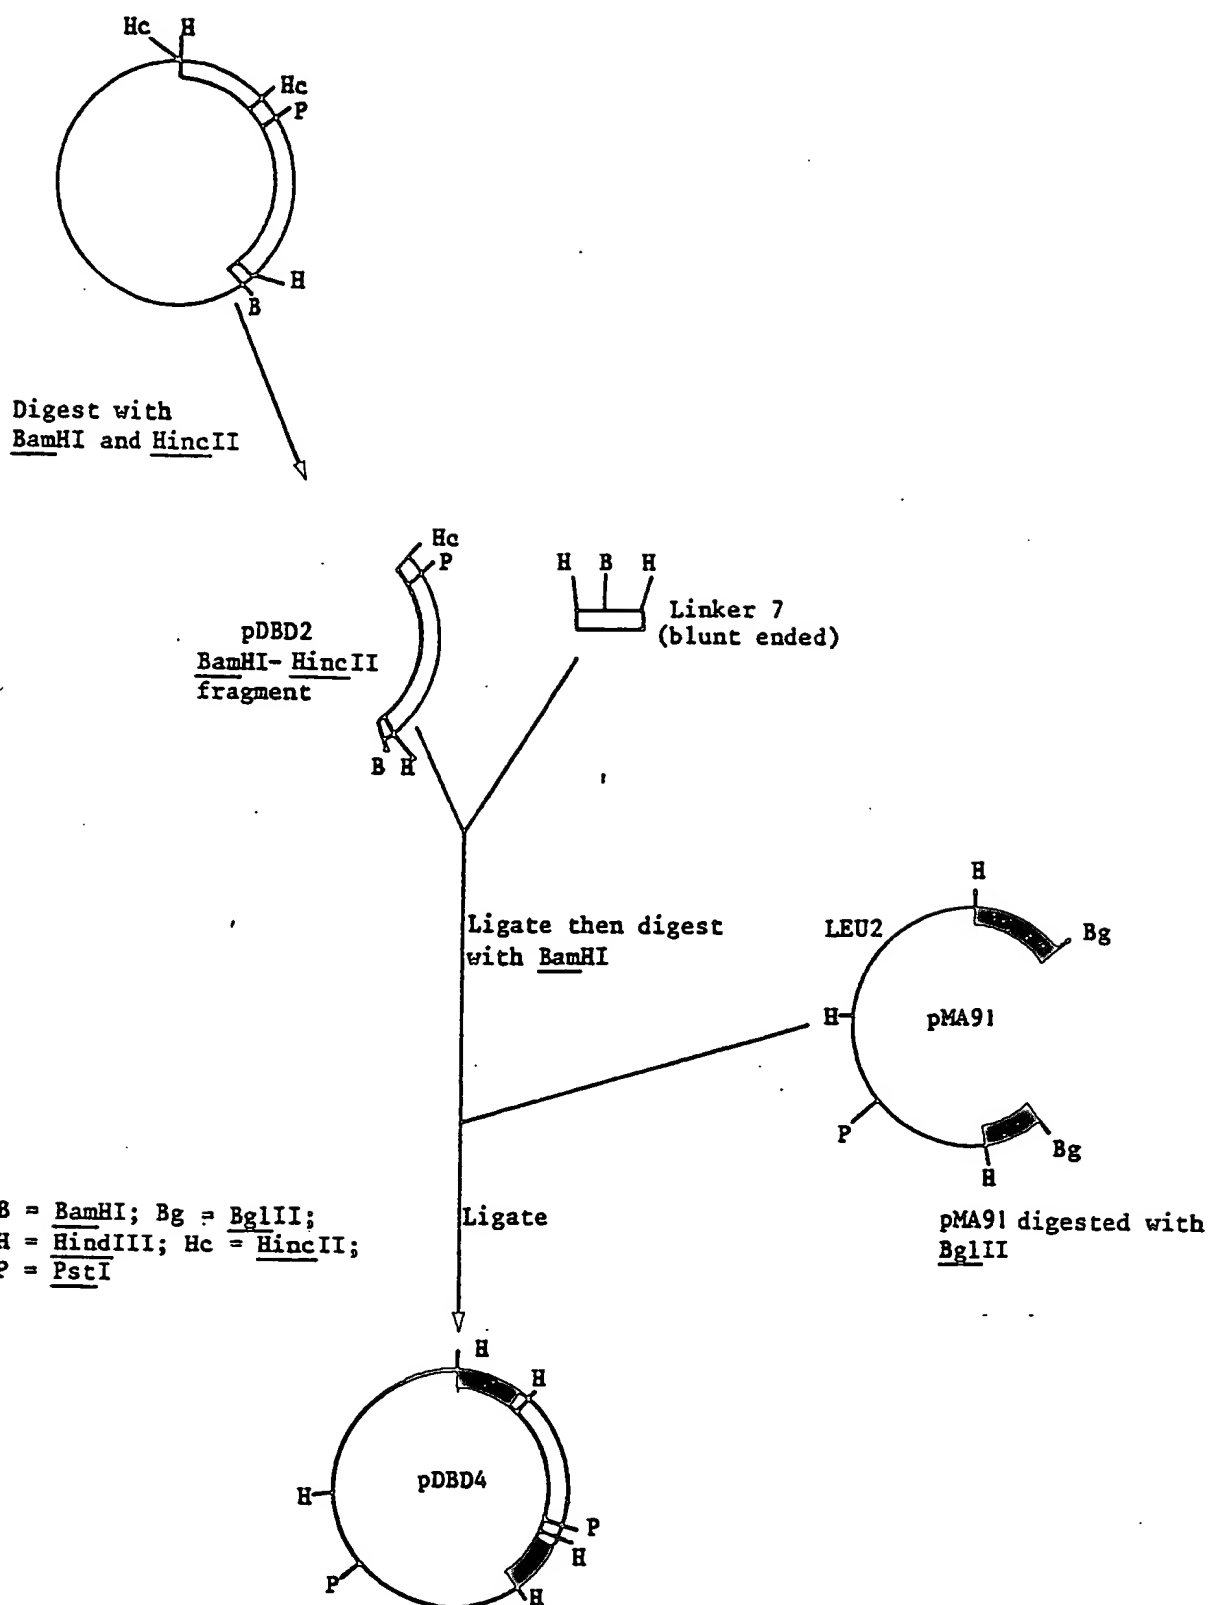 Hc H
Hc
P
H
B
Digest with
BamHI and HincII
Hc
P
H B H
Linker 7
(blunt ended)
pDBD2
BamHI- HincII
fragment
B H
H
LEU2
Bg
Ligate then digest
with BamHI
H
pMA91
P
Bg
H
B = BamHI; Bg = BglII;
H = HindIII; Hc = HincII;
P = PstI
Ligate
pMA91 digested with
BglII
H
H
pDBD4
H
P
H
P
H